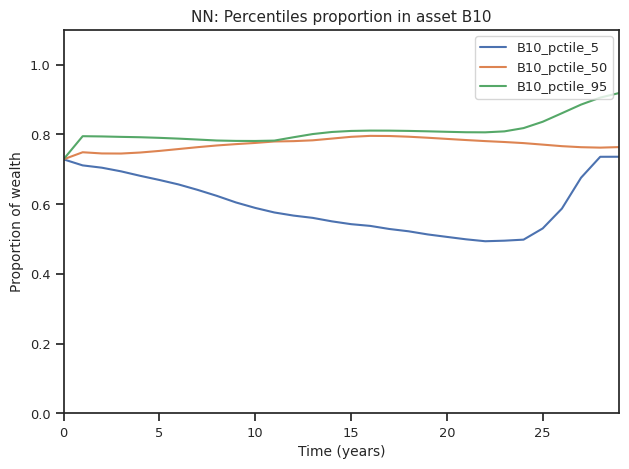 NN: Percentiles proportion in asset B10
B10_pctile_5
B10_pctile_50
B10_pctile_95
Proportion of wealth
1.0
0.8
0.6
0.4
0.2
0.0
0 5 10 15 20 25
Time (years)